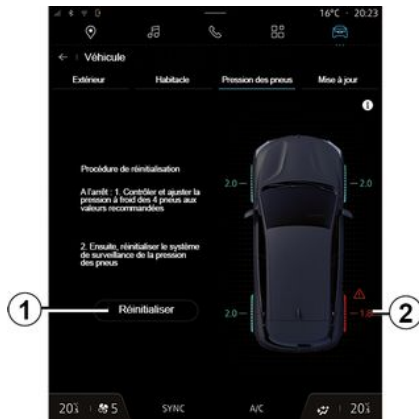 16°C · 20:23
← Véhicule
Extérieur Habitacle Pression des pneus Mise à jour
Procédure de réinitialisation
A l'arrêt : 1. Contrôler et ajuster la
pression à froid des 4 pneus aux
valeurs recommandées
2. Ensuite, réinitialiser le système
de surveillance de la pression
des pneus
Réinitialiser
2.0 2.0
2.0 1.8
1
2
5 SYNC A/C